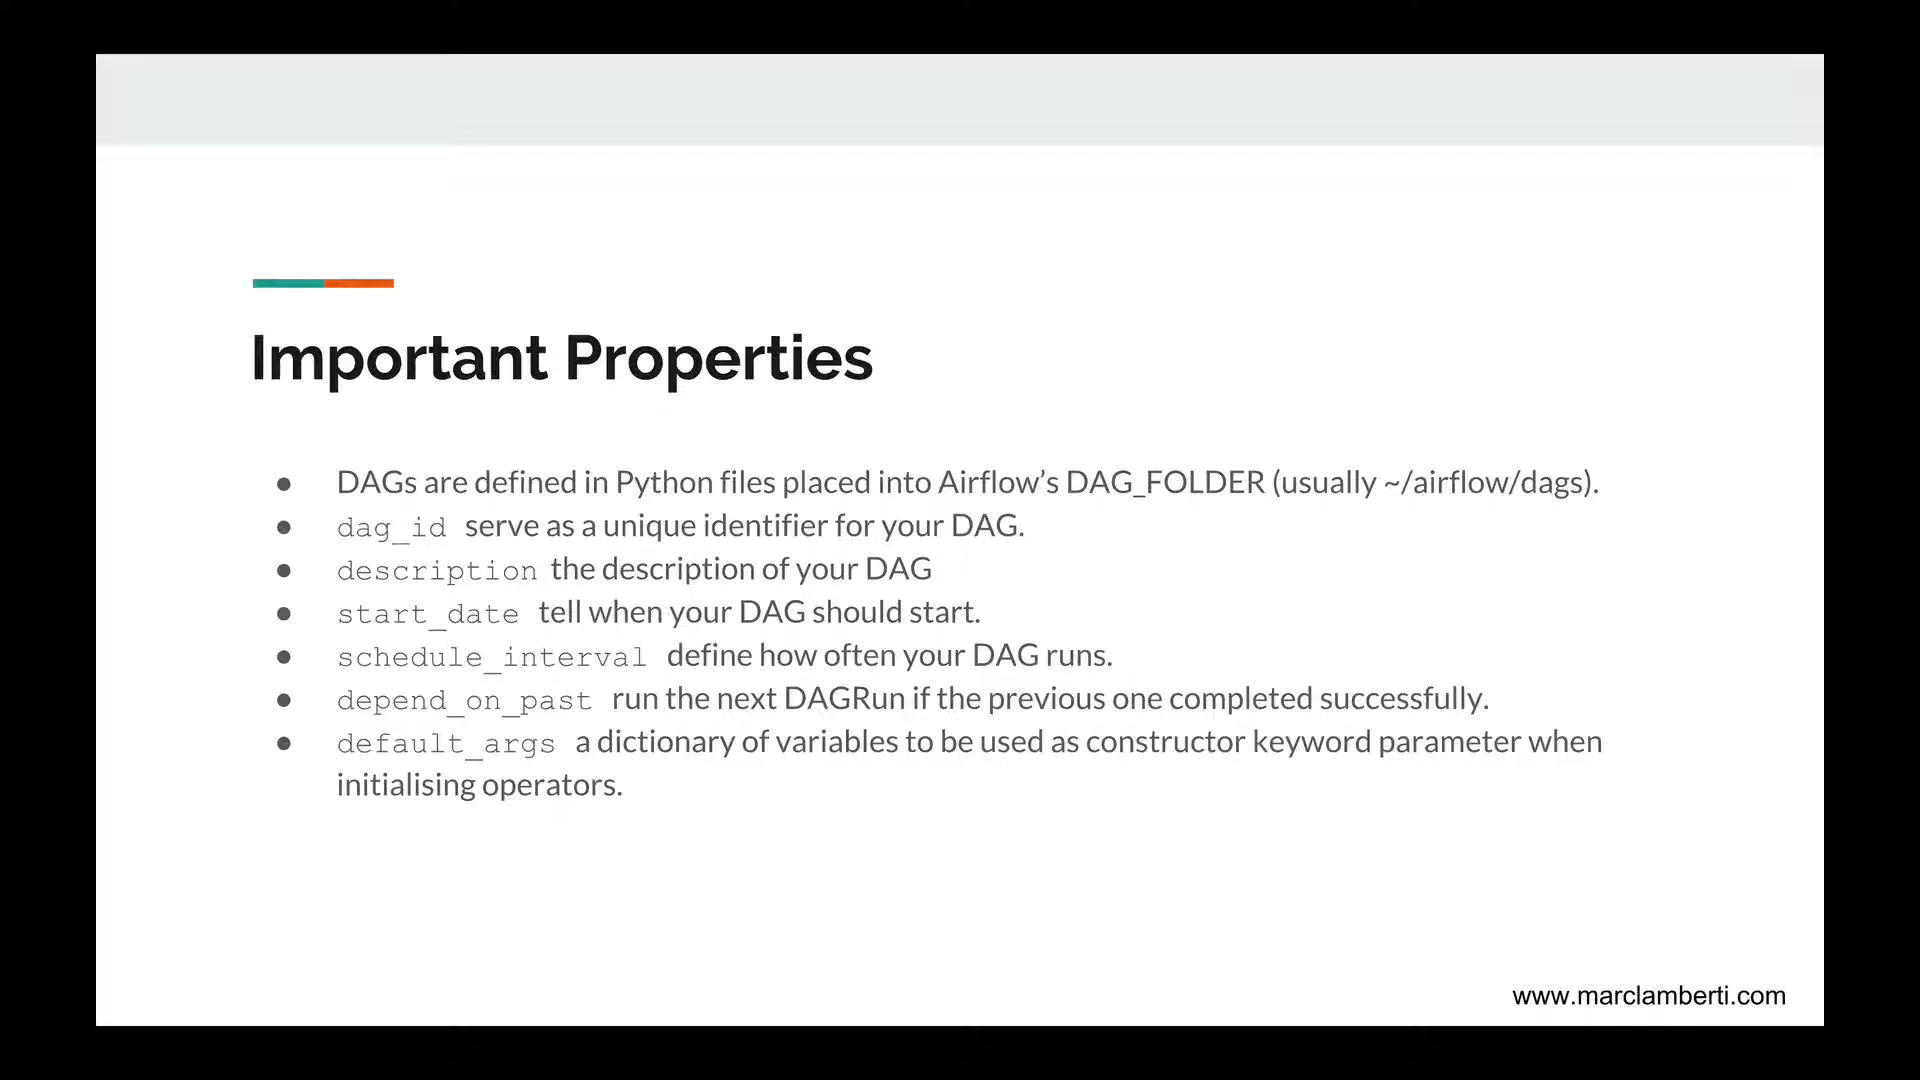 Important Properties
● DAGs are defined in Python files placed into Airflow’s DAG_FOLDER (usually ~/airflow/dags).
● dag_id serve as a unique identifier for your DAG.
● description the description of your DAG
● start_date tell when your DAG should start.
● schedule_interval define how often your DAG runs.
● depend_on_past run the next DAGRun if the previous one completed successfully.
● default_args a dictionary of variables to be used as constructor keyword parameter when
initialising operators.
www.marclamberti.com